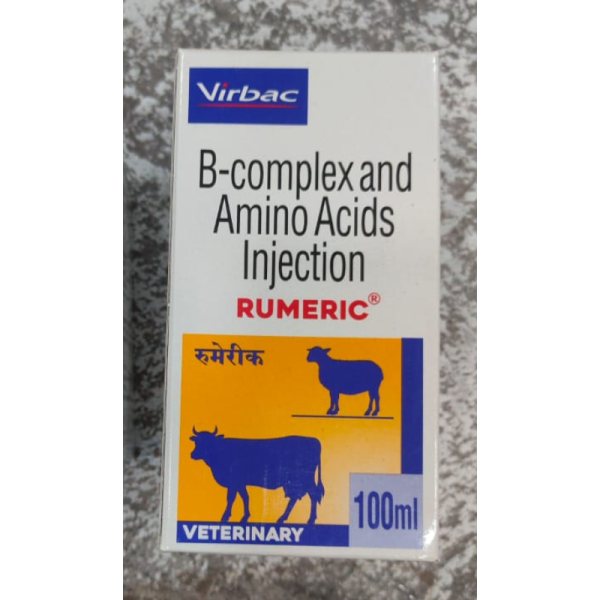 Virbac
B-complex and
Amino Acids
Injection
RUMERIC®
रुमेरीक
100ml
VETERINARY